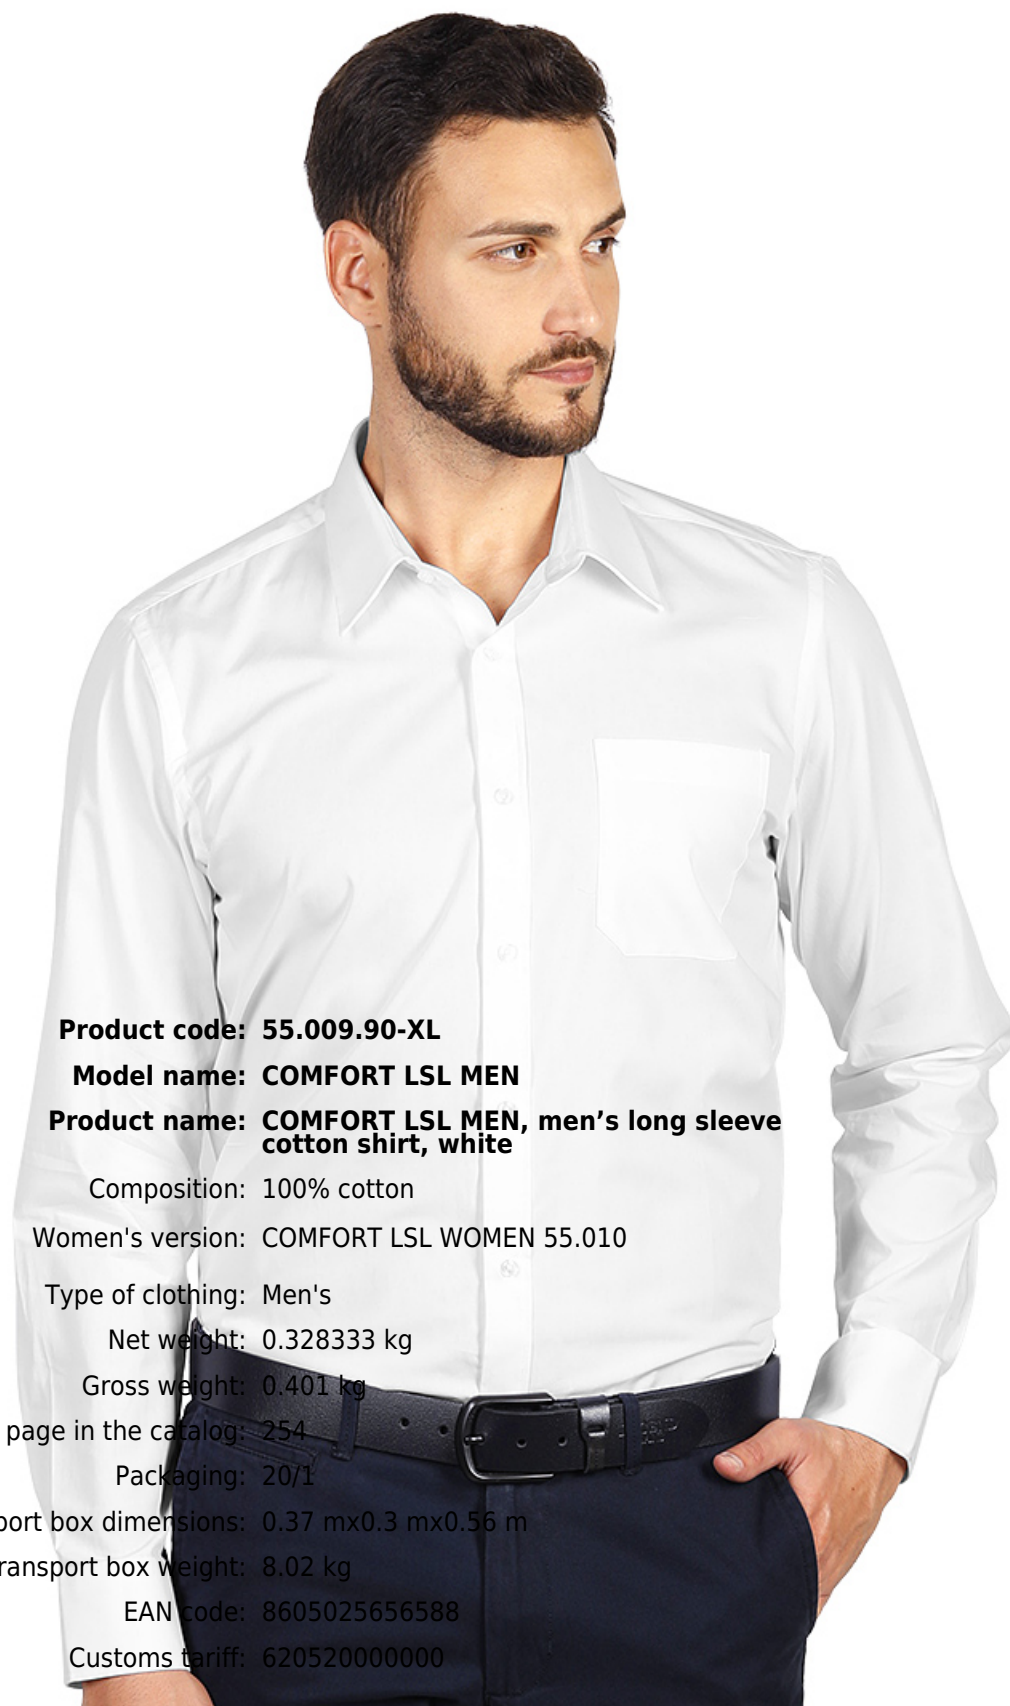 Product code: 55.009.90-XL
Model name: COMFORT LSL MEN
Product name: COMFORT LSL MEN, men’s long sleeve
cotton shirt, white
Composition: 100% cotton
Women's version: COMFORT LSL WOMEN 55.010
Type of clothing: Men's
Net weight: 0.328333 kg
Gross weight: 0.401 kg
page in the catalog: 254
Packaging: 20/1
port box dimensions: 0.37 mx0.3 mx0.56 m
ransport box weight: 8.02 kg
EAN code: 8605025656588
Customs tariff: 620520000000